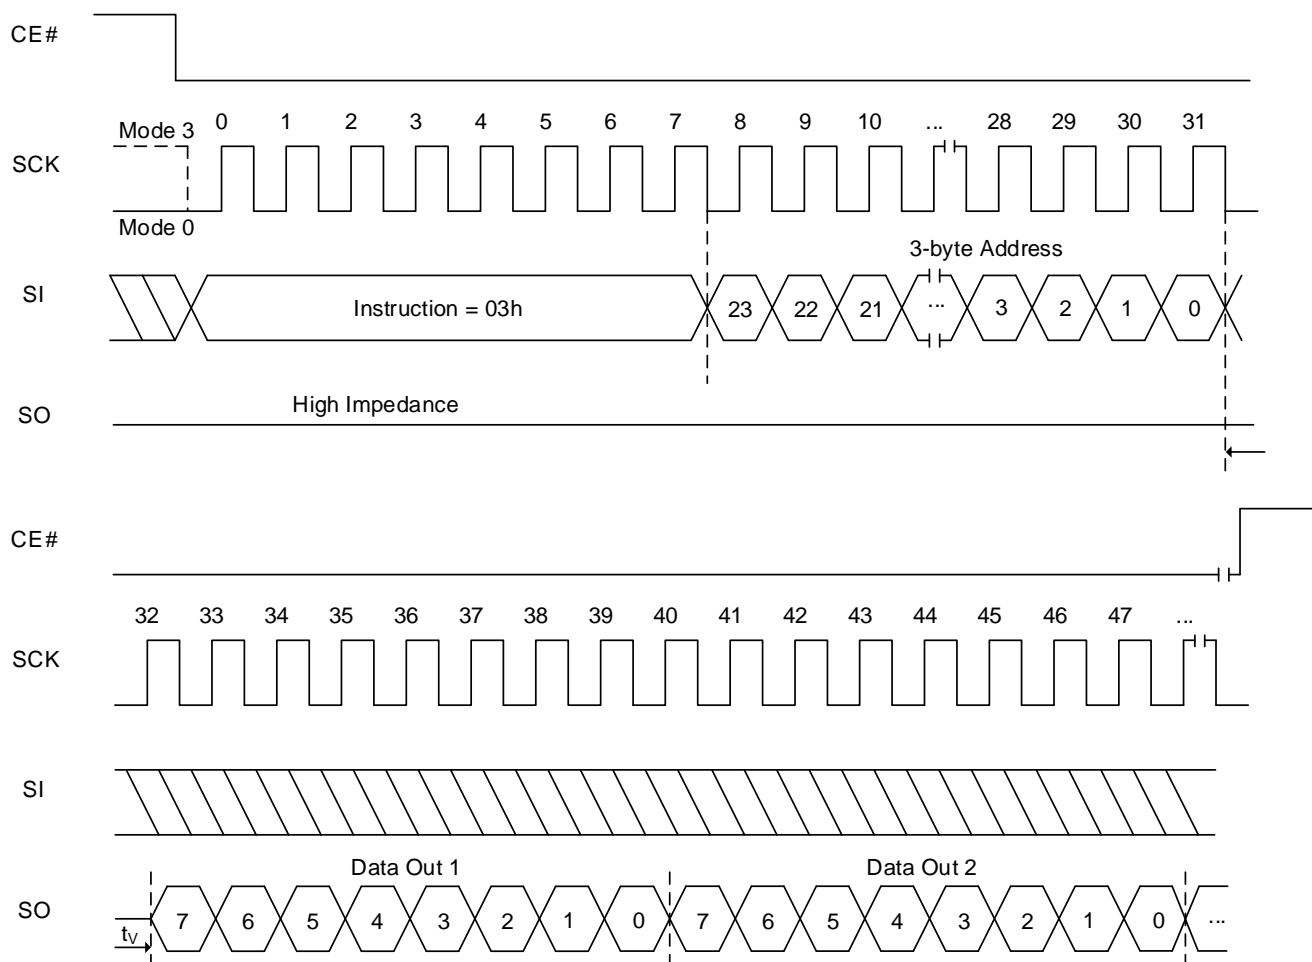 CE#
Mode 3 0 1 2 3 4 5 6 7 8 9 10 ... 28 29 30 31
SCK
Mode 0
3-byte Address
SI Instruction = 03h 23 22 21 ... 3 2 1 0
High Impedance
SO
CE#
32 33 34 35 36 37 38 39 40 41 42 43 44 45 46 47 ...
SCK
SI
Data Out 1 Data Out 2
SO 7 6 5 4 3 2 1 0 7 6 5 4 3 2 1 0 ...
tV